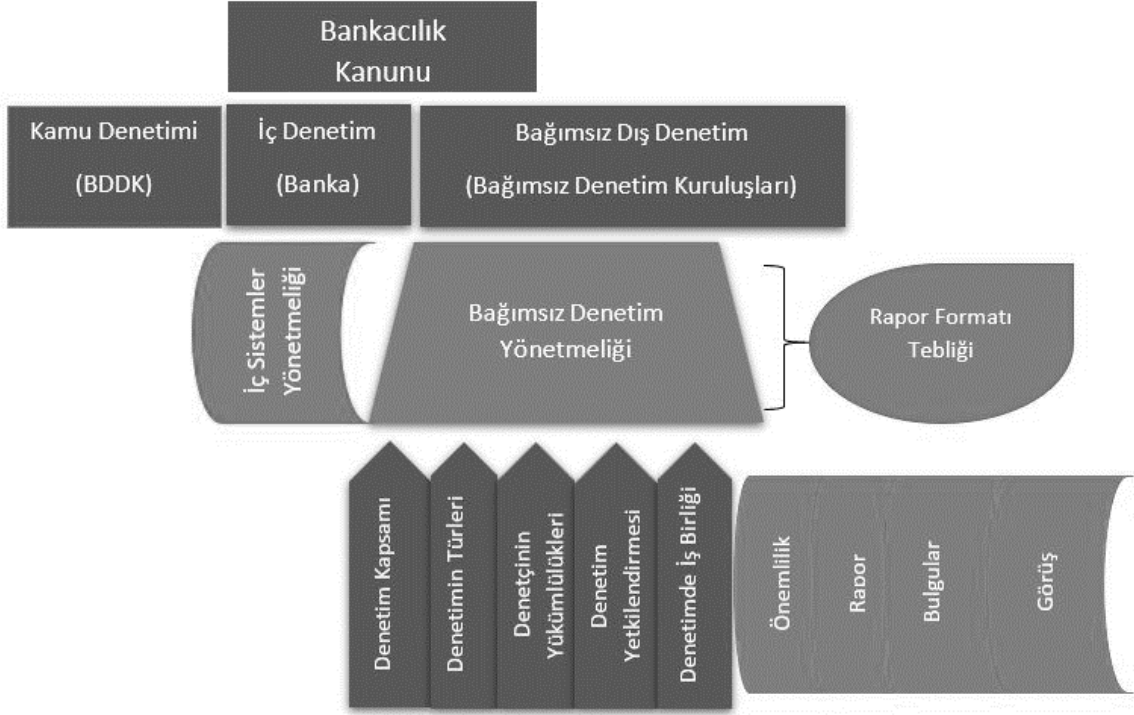 Bankacılık
Kanunu
Kamu Denetimi
(BDDK)
İç Denetim
(Banka)
Bağımsız Dış Denetim
(Bağımsız Denetim Kuruluşları)
İç Sistemler
Yönetmeliği
Bağımsız Denetim
Yönetmeliği
Rapor Formatı
Tebliği
Denetim Kapsamı
Denetimin Türleri
Denetçinin
Yükümlülükleri
Denetim
Yetkilendirmesi
Denetimde İş Birliği
Önemlilik
Rapor
Bulgular
Görüş